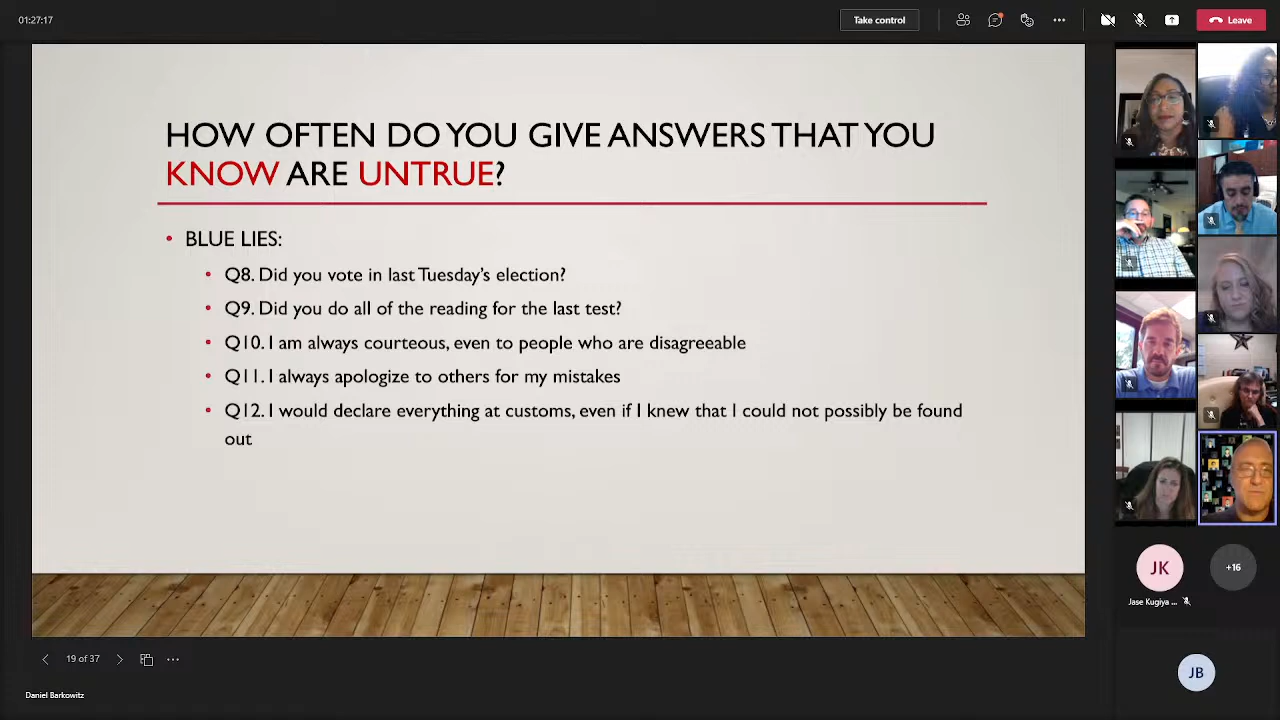 01:27:17
Take control
Leave
HOW OFTEN DO YOU GIVE ANSWERS THAT YOU
KNOW ARE UNTRUE?
• BLUE LIES:
• Q8. Did you vote in last Tuesday's election?
• Q9. Did you do all of the reading for the last test?
• Q10. I am always courteous, even to people who are disagreeable
• Q11. I always apologize to others for my mistakes
• Q12. I would declare everything at customs, even if I knew that I could not possibly be found
out
JK
+16
Jase Kugiya ...
19 of 37
JB
Daniel Barkowitz